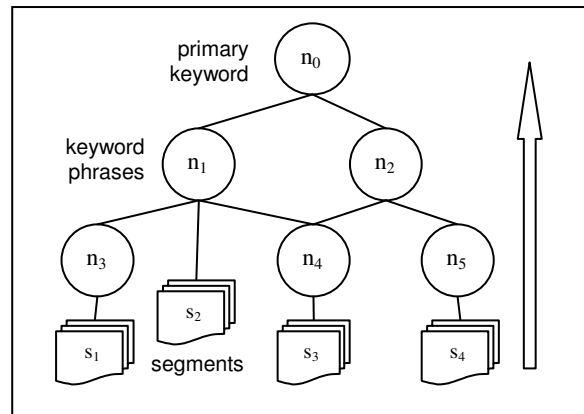 primary
keyword
n₀
keyword
phrases
n₁
n₂
n₃
n₄
n₅
s₂
s₁
segments
s₃
s₄